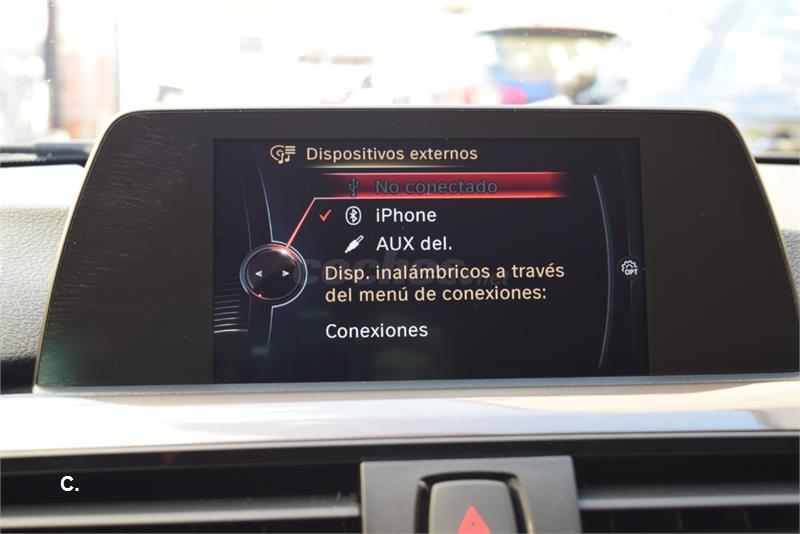 Dispositivos externos
No conectado
iPhone
AUX del.
Disp. inalámbricos a través
del menú de conexiones:
Conexiones
OPT
C.